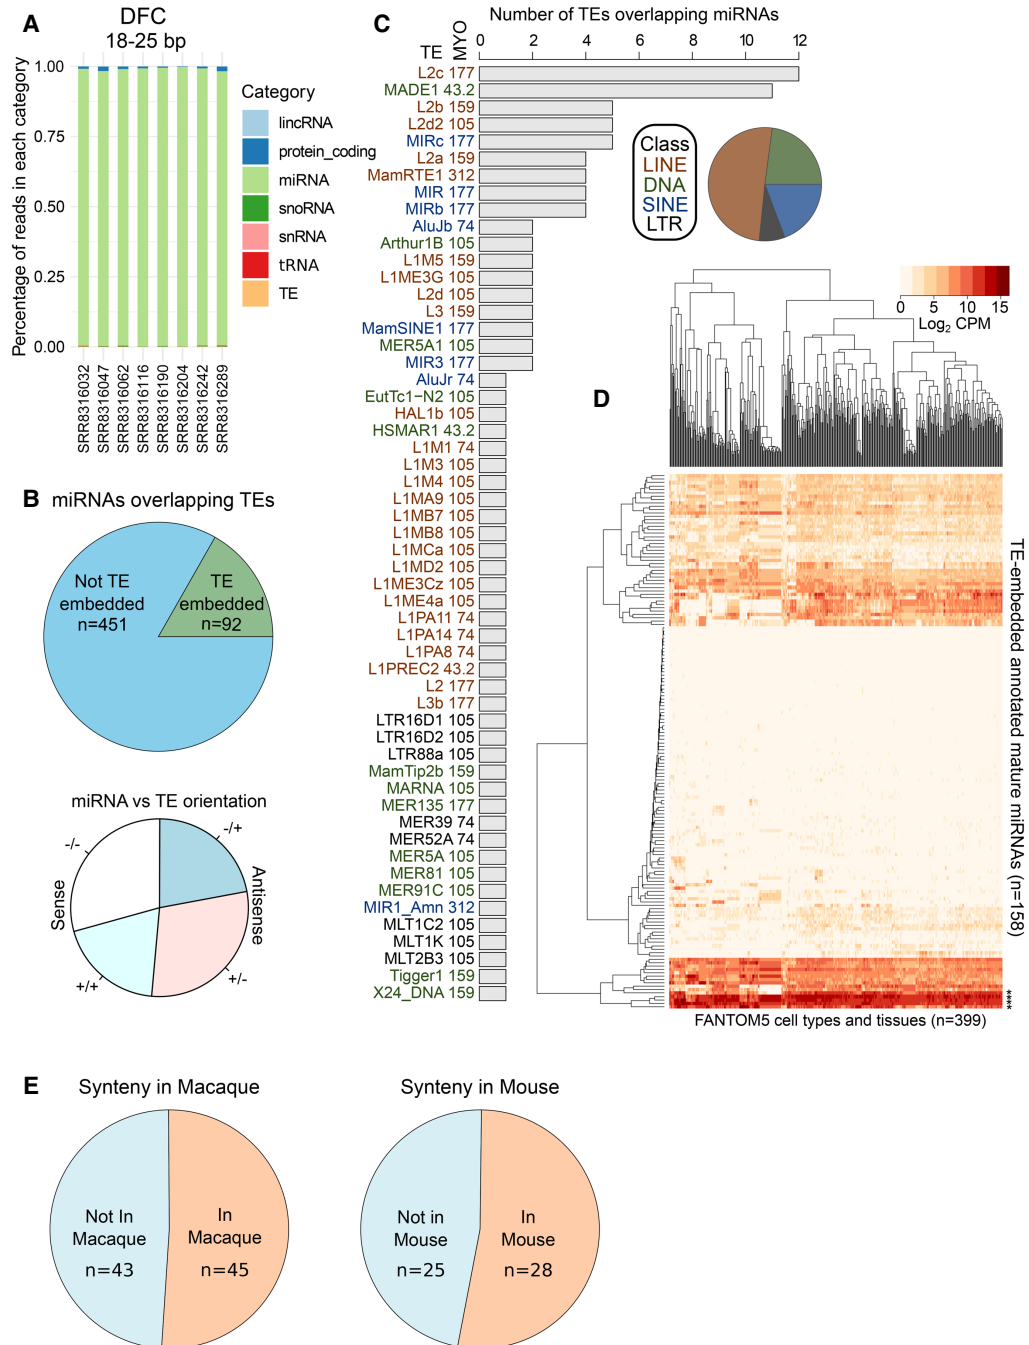 A
DFC
18-25 bp
Percentage of reads in each category
1.00
0.75
0.50
0.25
0.00
SRR8316032
SRR8316047
SRR8316062
SRR8316116
SRR8316190
SRR8316204
SRR8316242
SRR8316289
Category
lincRNA
protein_coding
miRNA
snoRNA
snRNA
tRNA
TE
B
miRNAs overlapping TEs
Not TE
embedded
n=451
TE
embedded
n=92
miRNA vs TE orientation
-/-
-/+
+/+
+/-
Sense
Antisense
C
Number of TEs overlapping miRNAs
TE MYO
0 2 4 6 8 10 12
L2c 177
MADE1 43.2
L2b 159
L2d2 105
MIRc 177
L2a 159
MamRTE1 312
MIR 177
MIRb 177
AluJb 74
Arthur1B 105
L1M5 159
L1ME3G 105
L2d 105
L3 159
MamSINE1 177
MER5A1 105
MIR3 177
AluJr 74
EutTc1−N2 105
HAL1b 105
HSMAR1 43.2
L1M1 74
L1M3 105
L1M4 105
L1MA9 105
L1MB7 105
L1MB8 105
L1MCa 105
L1MD2 105
L1ME3Cz 105
L1ME4a 105
L1PA11 74
L1PA14 74
L1PA8 74
L1PREC2 43.2
L2 177
L3b 177
LTR16D1 105
LTR16D2 105
LTR88a 105
MamTip2b 159
MARNA 105
MER135 177
MER39 74
MER52A 74
MER5A 105
MER81 105
MER91C 105
MIR1_Amn 312
MLT1C2 105
MLT1K 105
MLT2B3 105
Tigger1 159
X24_DNA 159
Class
LINE
DNA
SINE
LTR
D
0 5 10 15
Log2 CPM
TE-embedded annotated mature miRNAs (n=158)
****
FANTOM5 cell types and tissues (n=399)
E
Synteny in Macaque
Not In
Macaque
n=43
In
Macaque
n=45
Synteny in Mouse
Not in
Mouse
n=25
In
Mouse
n=28